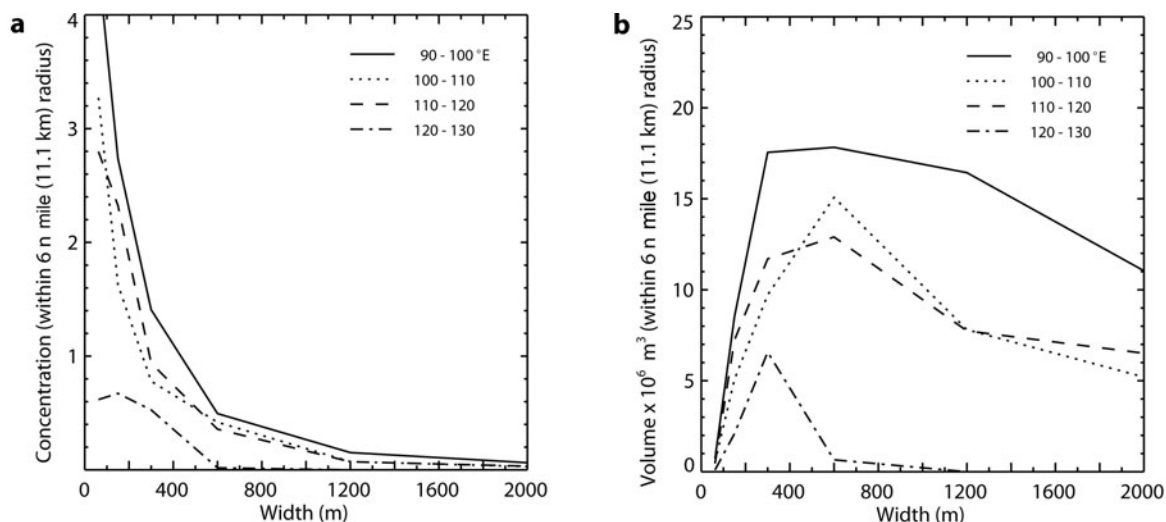 a
4
3
2
1
Concentration (within 6 n mile (11.1 km) radius)
90 - 100 °E
100 - 110
110 - 120
120 - 130
0 400 800 1200 1600 2000
Width (m)
b
25
20
15
10
5
0
Volume x 10⁶ m³ (within 6 n mile (11.1 km) radius)
90 - 100 °E
100 - 110
110 - 120
120 - 130
0 400 800 1200 1600 2000
Width (m)